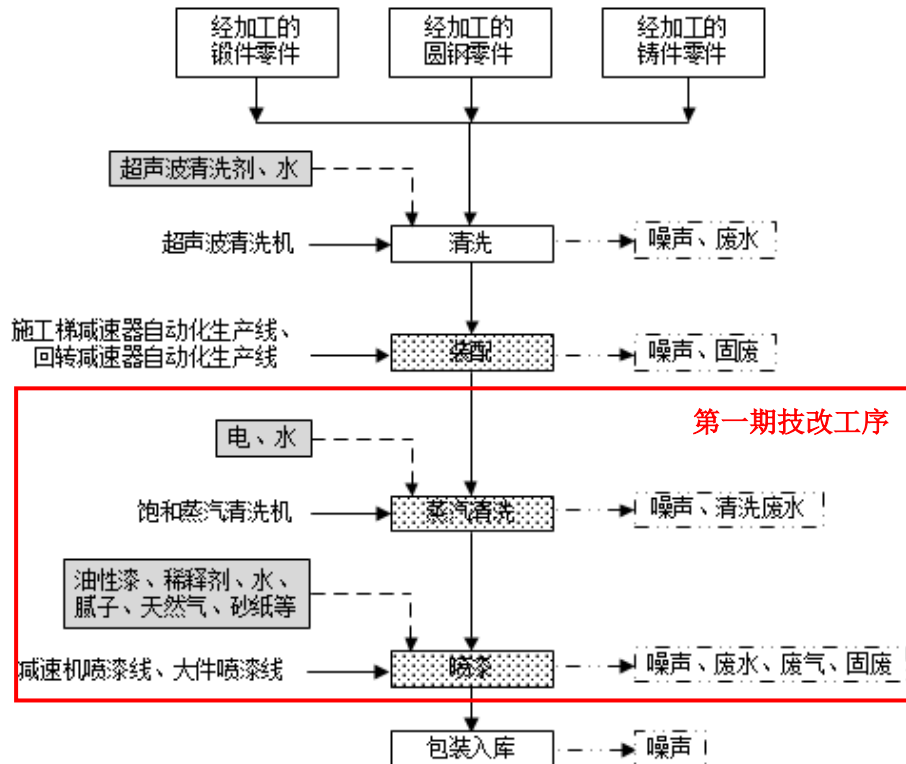 经加工的
锻件零件
经加工的
圆钢零件
经加工的
铸件零件
超声波清洗剂、水
超声波清洗机
清洗
噪声、废水
施工梯减速器自动化生产线、
回转减速器自动化生产线
装配
噪声、固废
第一期技改工序
电、水
饱和蒸汽清洗机
蒸汽清洗
噪声、清洗废水
油性漆、稀释剂、水、
腻子、天然气、砂纸等
减速机喷漆线、大件喷漆线
喷漆
噪声、废水、废气、固废
包装入库
噪声